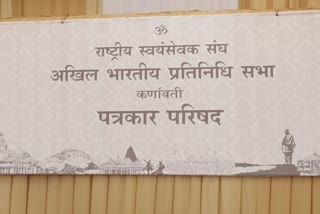 ॐ
राष्ट्रीय स्वयंसेवक संघ
अखिल भारतीय प्रतिनिधि सभा
कर्णावती
पत्रकार परिषद